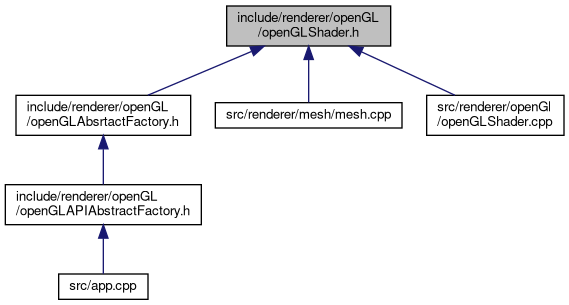 include/renderer/openGL
/openGLShader.h
include/renderer/openGL
/openGLAbsrtactFactory.h
src/renderer/mesh/mesh.cpp
src/renderer/openGl
/openGLShader.cpp
include/renderer/openGL
/openGLAPIAbstractFactory.h
src/app.cpp